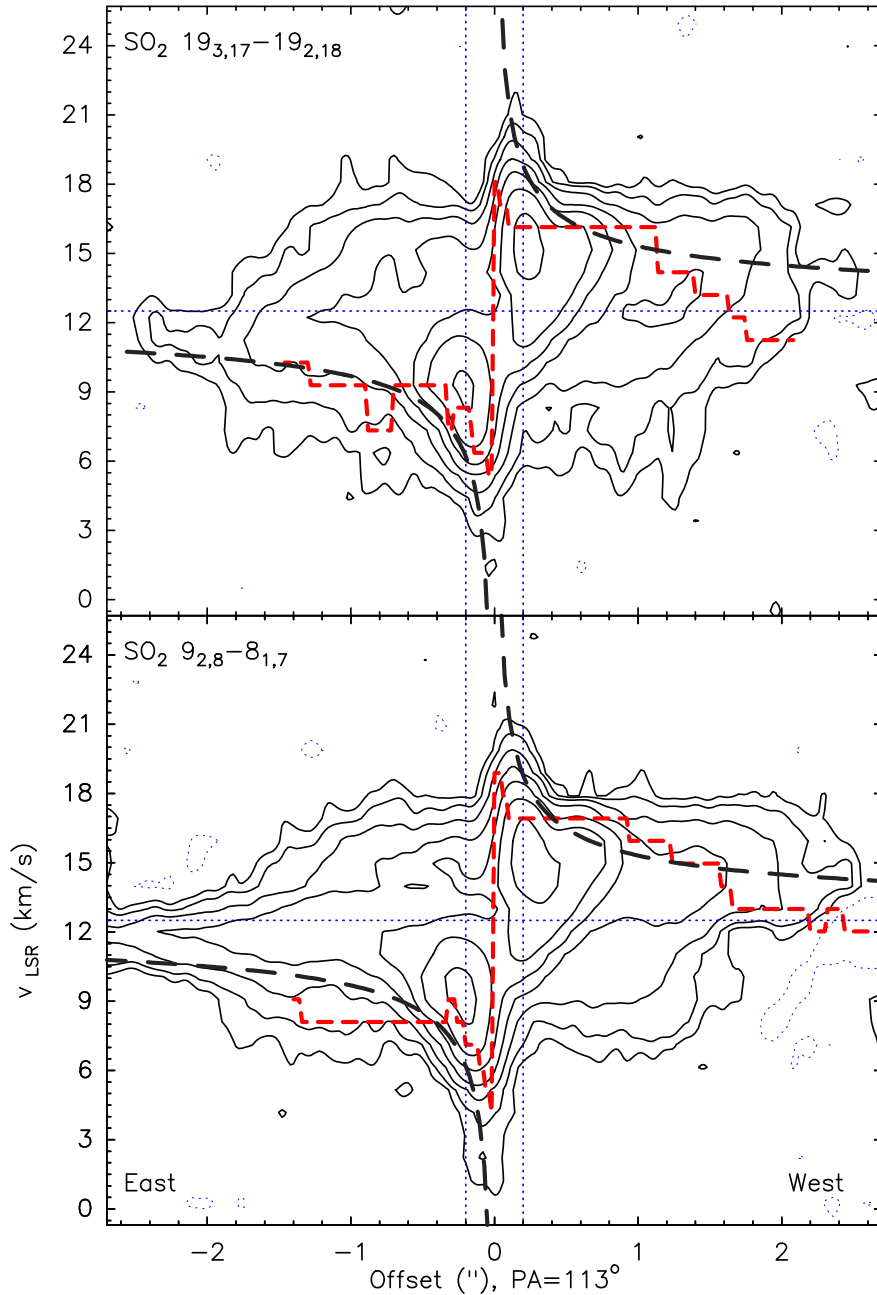 SO₂ 19₃,₁₇–19₂,₁₈
24
21
18
15
12
9
6
3
0
SO₂ 9₂,₈–8₁,₇
24
21
18
15
12
9
6
3
0
v LSR (km/s)
East
West
−2 −1 0 1 2
Offset ("), PA=113°